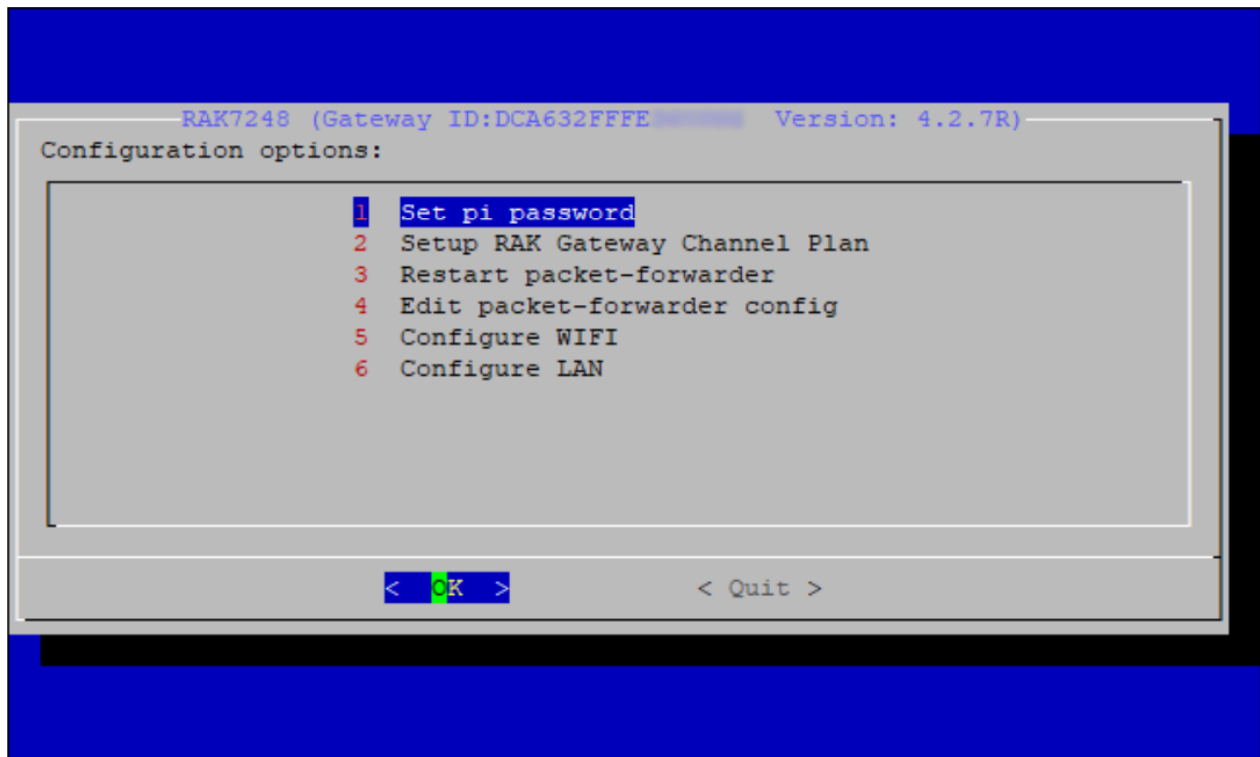 RAK7248 (Gateway ID:DCA632FFFE Version: 4.2.7R)
Configuration options:
1 Set pi password
2 Setup RAK Gateway Channel Plan
3 Restart packet-forwarder
4 Edit packet-forwarder config
5 Configure WIFI
6 Configure LAN
< OK > < Quit >